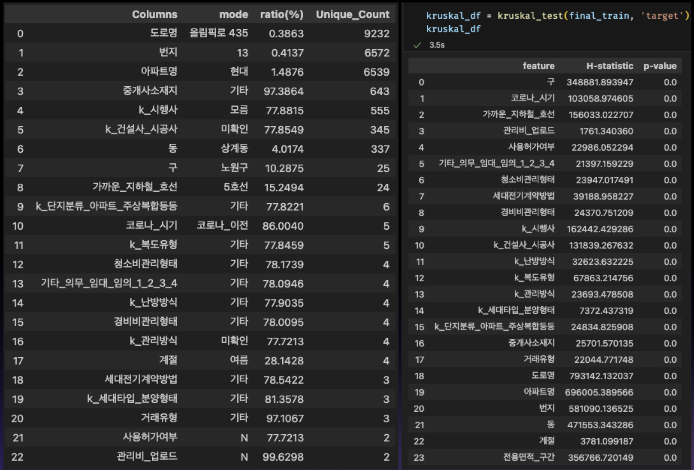 Columns mode ratio(%) Unique_Count
0 도로명 올림픽로 435 0.3863 9232
1 번지 13 0.4137 6572
2 아파트명 현대 1.4876 6539
3 중개사소재지 기타 97.3864 643
4 k_시행사 모름 77.8815 555
5 k_건설사_시공사 미확인 77.8549 345
6 동 상계동 4.0174 337
7 구 노원구 10.2875 25
8 가까운_지하철_호선 5호선 15.2494 24
9 k_단지분류_아파트_주상복합등등 기타 77.8221 6
10 코로나_시기 코로나_이전 86.0040 5
11 k_복도유형 기타 77.8459 5
12 청소비관리형태 기타 78.1739 4
13 기타_의무_임대_임의_1_2_3_4 기타 78.0946 4
14 k_난방방식 기타 77.9035 4
15 경비비관리형태 기타 78.0095 4
16 k_관리방식 미확인 77.7213 4
17 계절 여름 28.1428 4
18 세대전기계약방법 기타 78.5422 3
19 k_세대타입_분양형태 기타 81.3578 3
20 거래유형 기타 97.1067 3
21 사용허가여부 N 77.7213 2
22 관리비_업로드 N 99.6298 2
kruskal_df = kruskal_test(final_train, 'target')
kruskal_df
3.5s
feature H-statistic p-value
0 구 348881.893947 0.0
1 코로나_시기 103058.974605 0.0
2 가까운_지하철_호선 156033.022707 0.0
3 관리비_업로드 1761.340360 0.0
4 사용허가여부 22986.052294 0.0
5 기타_의무_임대_임의_1_2_3_4 21397.159229 0.0
6 청소비관리형태 23947.017491 0.0
7 세대전기계약방법 39188.958227 0.0
8 경비비관리형태 24370.751209 0.0
9 k_시행사 162442.429286 0.0
10 k_건설사_시공사 131839.267632 0.0
11 k_난방방식 32623.632225 0.0
12 k_복도유형 67863.214756 0.0
13 k_관리방식 23693.478508 0.0
14 k_세대타입_분양형태 7372.437319 0.0
15 k_단지분류_아파트_주상복합등등 24834.825908 0.0
16 중개사소재지 25701.570135 0.0
17 거래유형 22044.771748 0.0
18 도로명 793142.132037 0.0
19 아파트명 696005.389566 0.0
20 번지 581090.136525 0.0
21 동 471553.343286 0.0
22 계절 3781.099187 0.0
23 전용면적_구간 356766.720149 0.0